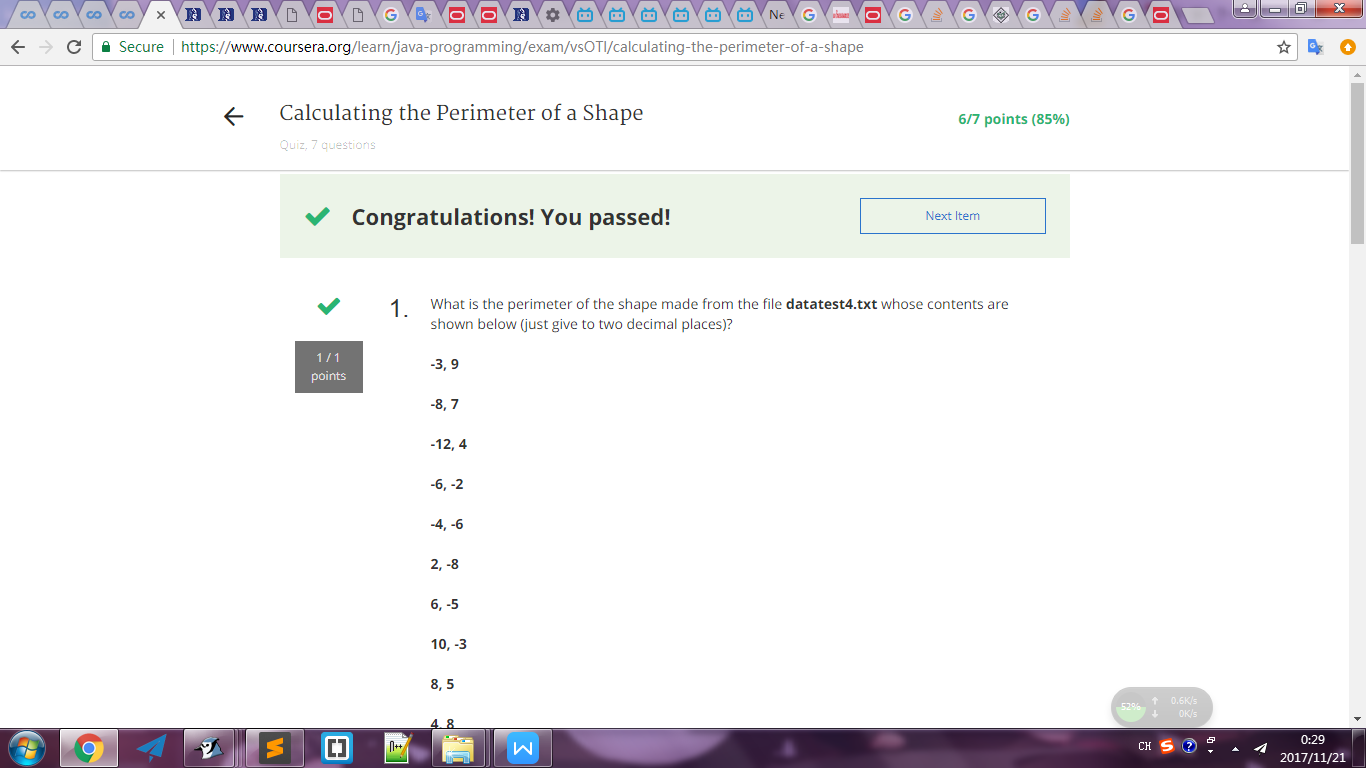 Secure
https://www.coursera.org/learn/java-programming/exam/vsOTl/calculating-the-perimeter-of-a-shape
Calculating the Perimeter of a Shape
6/7 points (85%)
Quiz, 7 questions
Congratulations! You passed!
Next Item
1.
What is the perimeter of the shape made from the file datatest4.txt whose contents are
shown below (just give to two decimal places)?
1 / 1
points
-3, 9
-8, 7
-12, 4
-6, -2
-4, -6
2, -8
6, -5
10, -3
8, 5
4, 8
52%
0.6K/s
0K/s
CH
0:29
2017/11/21